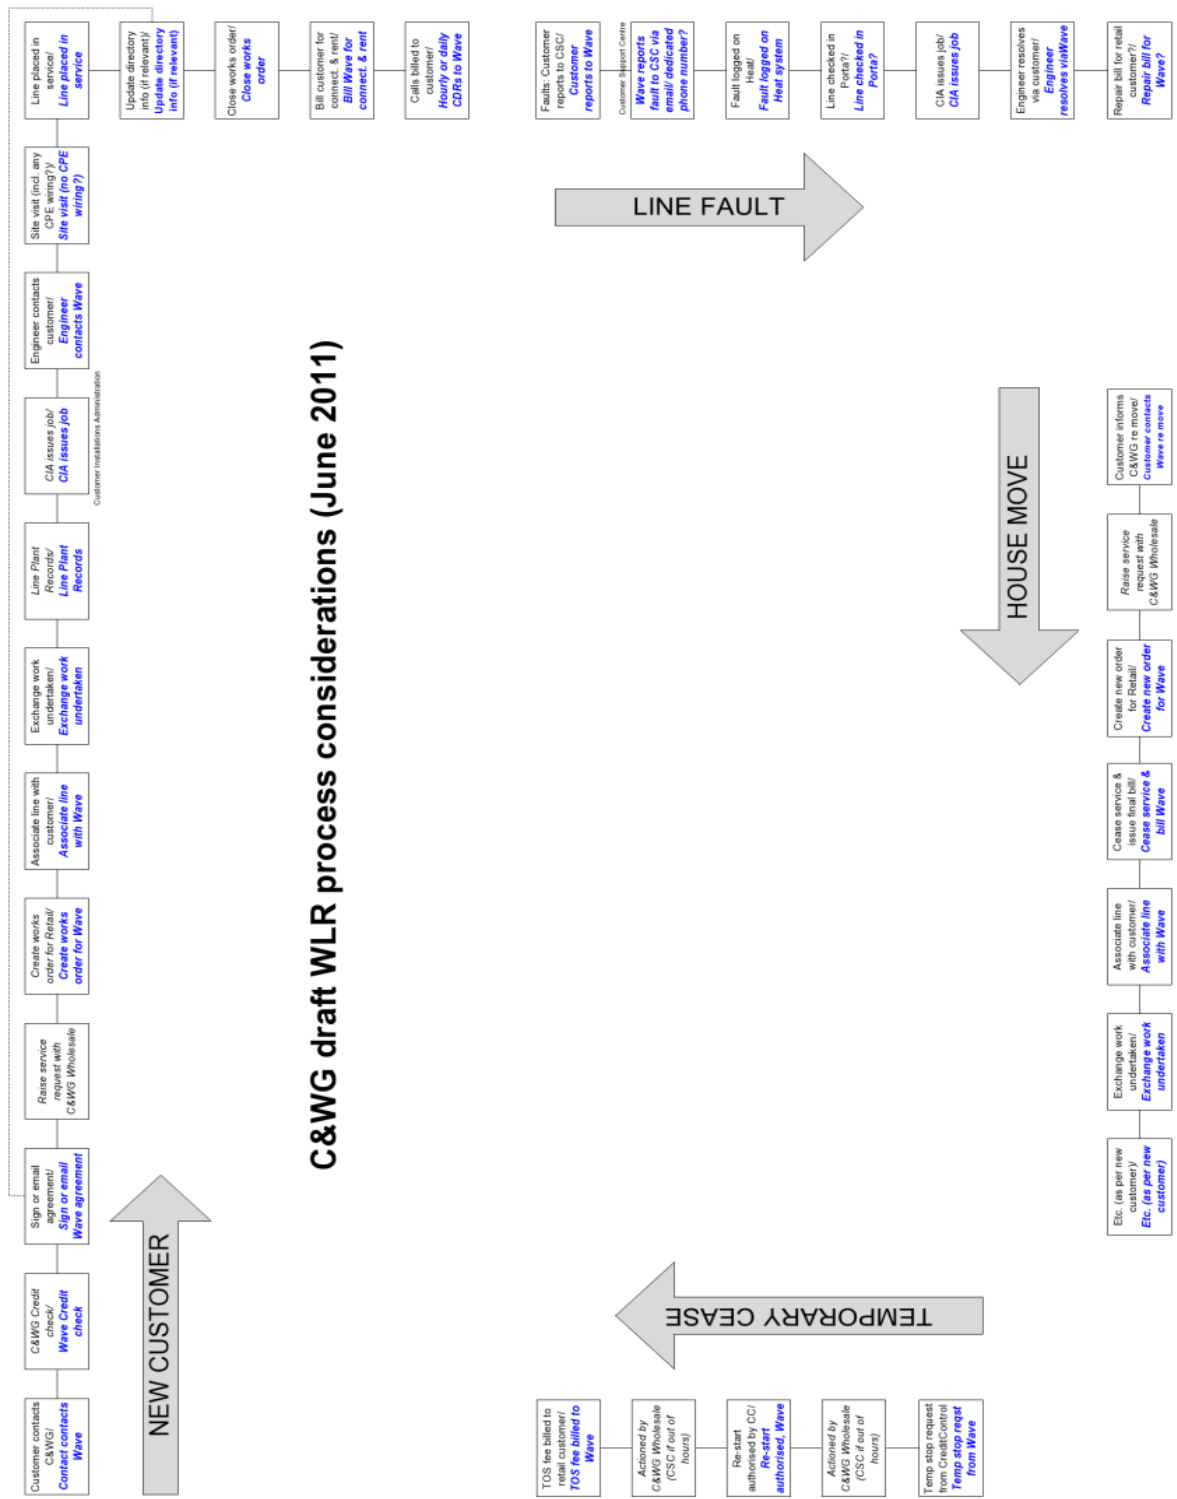 C&WG draft WLR process considerations (June 2011)
NEW CUSTOMER
Customer contacts
C&WG/
Contact contacts
Wave
C&WG Credit
check/
Wave Credit
check
Sign or email
agreement/
Sign or email
Wave agreement
Raise service
request with
C&WG Wholesale
Create works
order for Retail/
Create works
order for Wave
Associate line with
customer/
Associate line
with Wave
Exchange work
undertaken/
Exchange work
undertaken
Line Plant
Records/
Line Plant
Records
CIA issues job/
CIA issues job
Customer Installations Administration
Engineer contacts
customer/
Engineer
contacts Wave
Site visit (incl. any
CPE wiring?)/
Site visit (no CPE
wiring?)
Line placed in
service/
Line placed in
service
Update directory
info (if relevant)/
Update directory
info (if relevant)
Close works order/
Close works
order
Bill customer for
connect. & rent/
Bill Wave for
connect. & rent
Calls billed to
customer/
Hourly or daily
CDRs to Wave
LINE FAULT
Faults: Customer
reports to CSC/
Customer
reports to Wave
Customer Support Centre
Wave reports
fault to CSC via
email/ dedicated
phone number?
Fault logged on
Heat/
Fault logged on
Heat system
Line checked in
Porta?/
Line checked in
Porta?
CIA issues job/
CIA issues job
Engineer resolves
via customer/
Engineer
resolves viaWave
Repair bill for retail
customer?/
Repair bill for
Wave?
HOUSE MOVE
Customer informs
C&WG re move/
Customer contacts
Wave re move
Raise service
request with
C&WG Wholesale
Create new order
for Retail/
Create new order
for Wave
Cease service &
issue final bill/
Cease service &
bill Wave
Associate line
with customer/
Associate line
with Wave
Exchange work
undertaken/
Exchange work
undertaken
Etc. (as per new
customer)/
Etc. (as per new
customer)
TEMPORARY CEASE
Temp stop request
from CreditControl
Temp stop reqst
from Wave
Actioned by
C&WG Wholesale
(CSC if out of
hours)
Re-start
authorised by CC/
Re-start
authorised, Wave
Actioned by
C&WG Wholesale
(CSC if out of
hours)
TOS fee billed to
retail customer/
TOS fee billed to
Wave